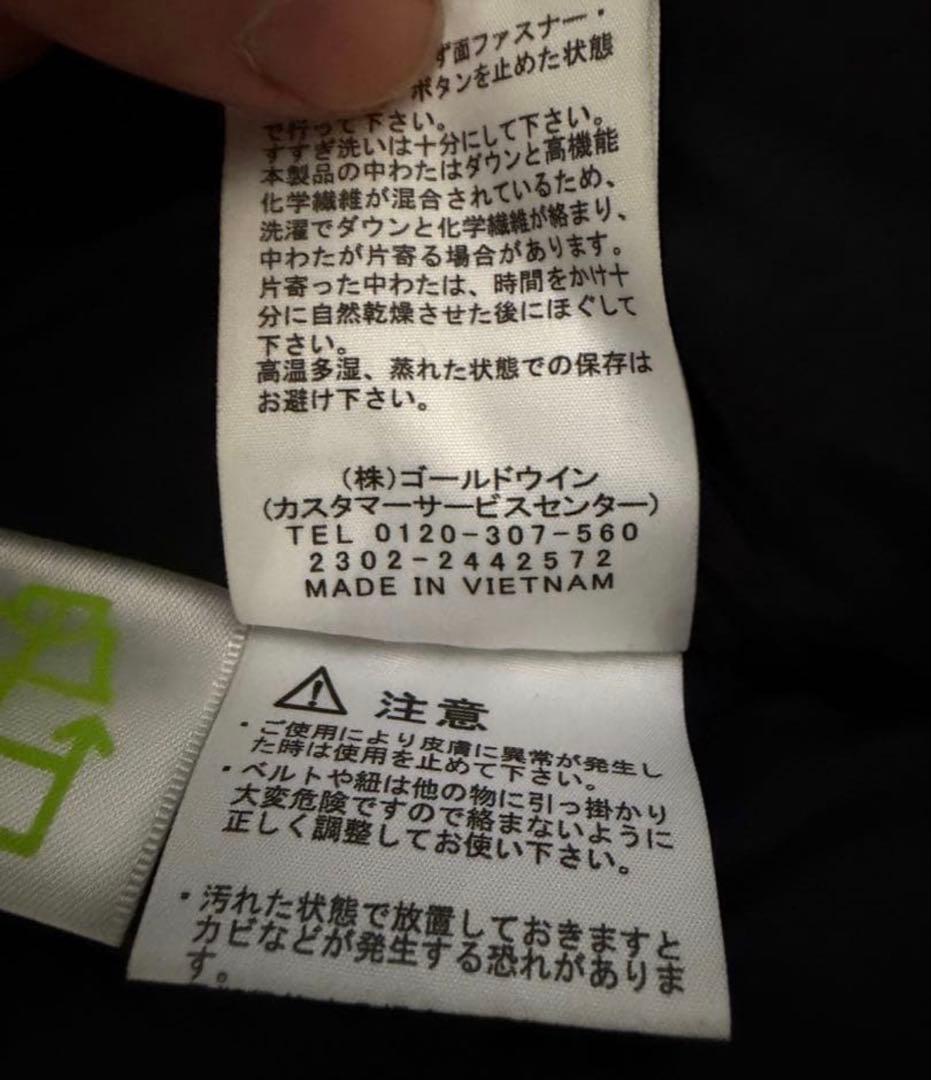 ず面ファスナー・
ボタンを止めた状態
で行って下さい。
すすぎ洗いは十分にして下さい。
本製品の中わたはダウンと高機能
化学繊維が混合されているため、
洗濯でダウンと化学繊維が絡まり、
中わたが片寄る場合があります。
片寄った中わたは、時間をかけ十
分に自然乾燥させた後にほぐして
下さい。
高温多湿、蒸れた状態での保存は
お避け下さい。
(株)ゴールドウイン
(カスタマーサービスセンター)
TEL 0120-307-560
2302-2442572
MADE IN VIETNAM
注意
・ご使用により皮膚に異常が発生し
た時は使用を止めて下さい。
・ベルトや紐は他の物に引っ掛かり
大変危険ですので絡まないように
正しく調整してお使い下さい。
・汚れた状態で放置しておきますと
カビなどが発生する恐れがありま
す。